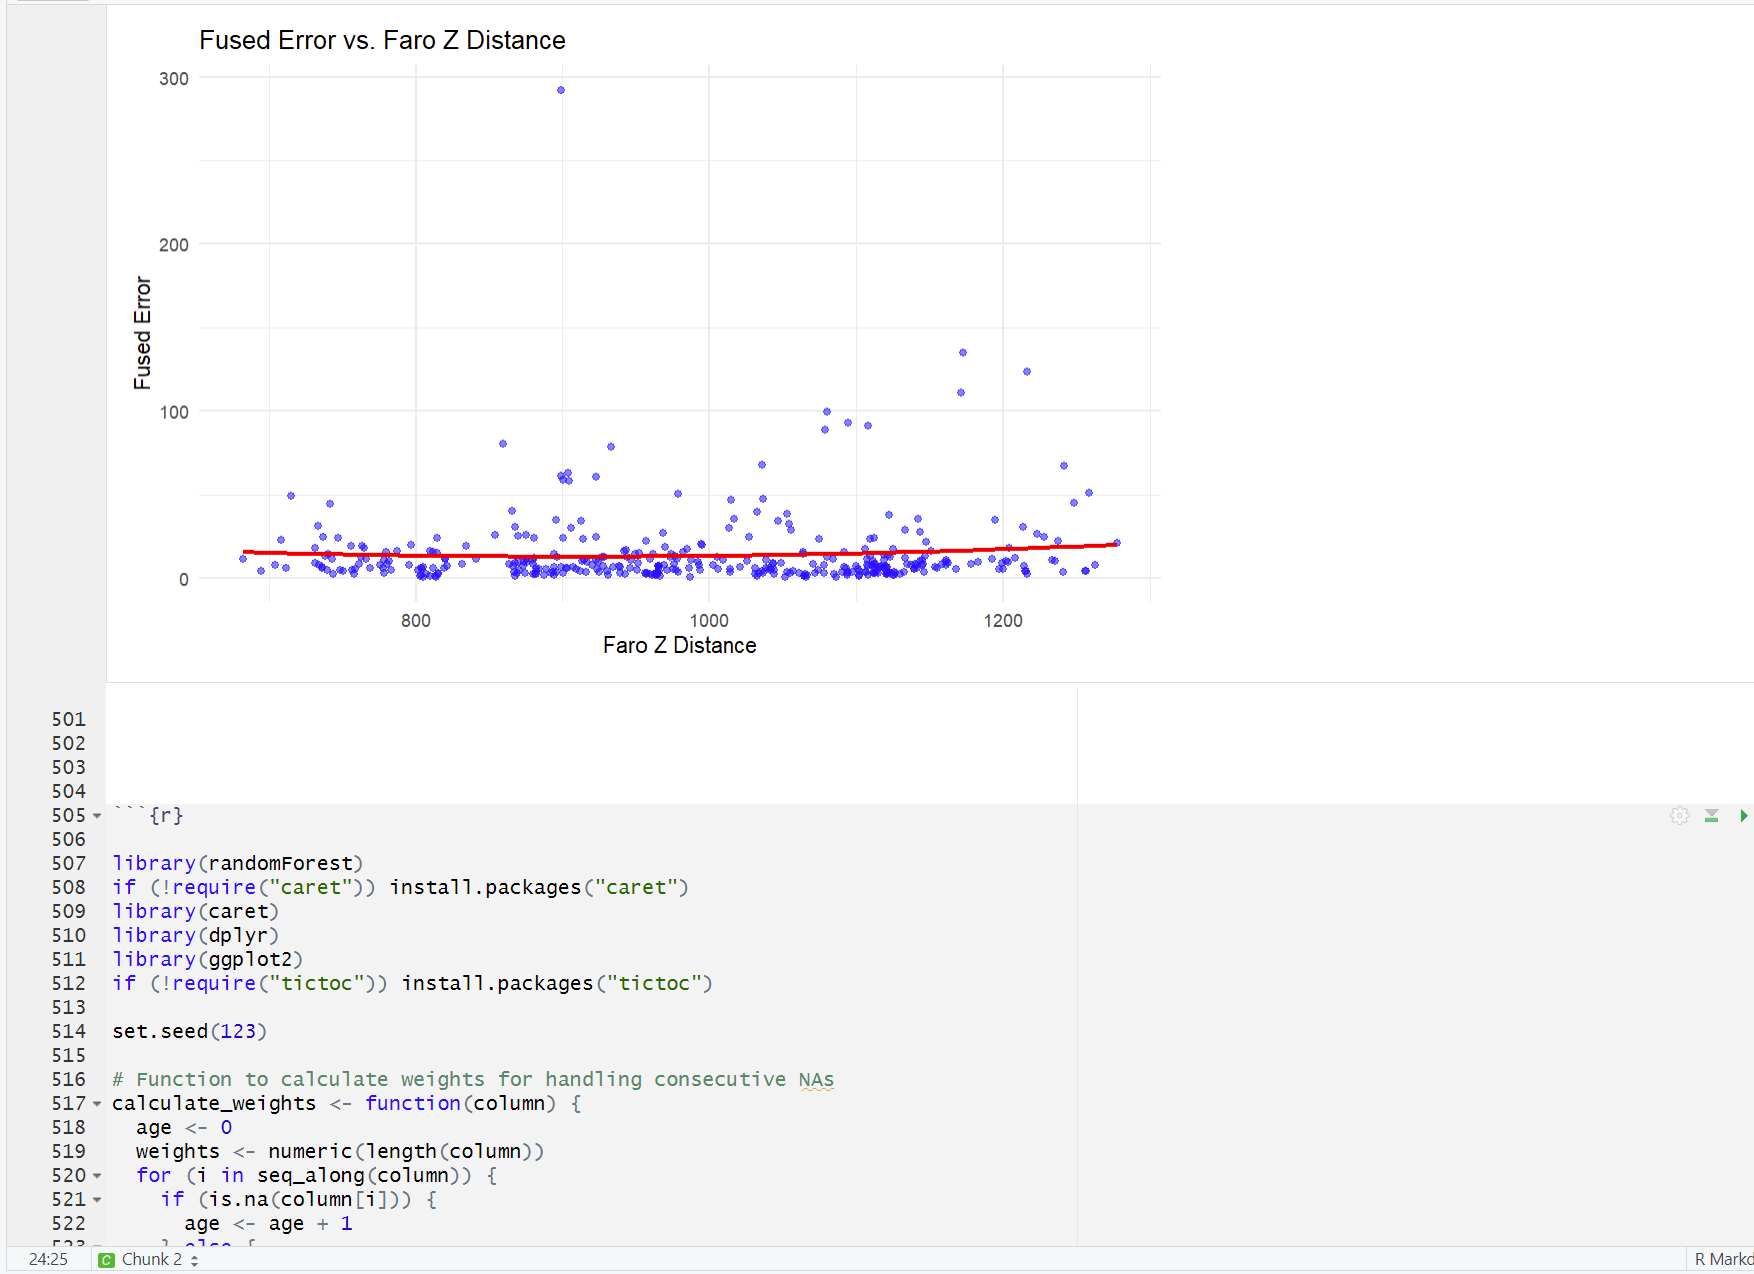 Fused Error vs. Faro Z Distance
300
200
100
0
Fused Error
800 1000 1200
Faro Z Distance
501
502
503
504
505 ```{r}
506
507 library(randomForest)
508 if (!require("caret")) install.packages("caret")
509 library(caret)
510 library(dplyr)
511 library(ggplot2)
512 if (!require("tictoc")) install.packages("tictoc")
513
514 set.seed(123)
515
516 # Function to calculate weights for handling consecutive NAs
517 calculate_weights <- function(column) {
518   age <- 0
519   weights <- numeric(length(column))
520   for (i in seq_along(column)) {
521     if (is.na(column[i])) {
522       age <- age + 1
523     } else {
24:25 C Chunk 2 R Markd